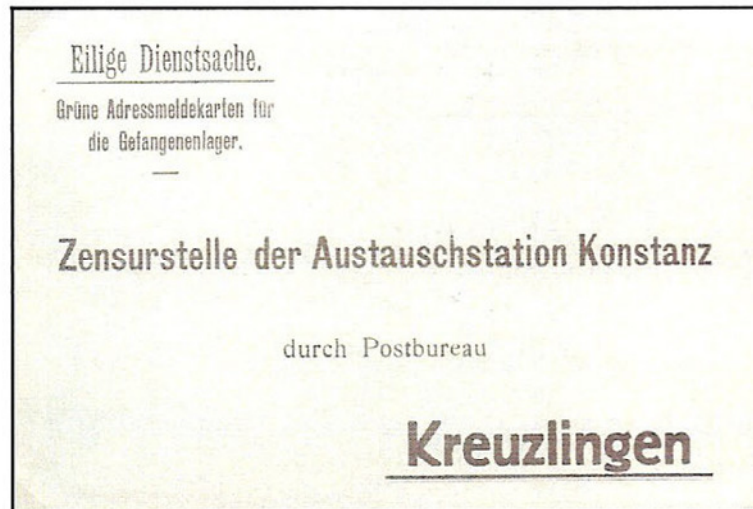 Eilige Dienstsache.
Grüne Adressmeldekarten für
die Gefangenenlager.
Zensurstelle der Austauschstation Konstanz
durch Postbureau
Kreuzlingen